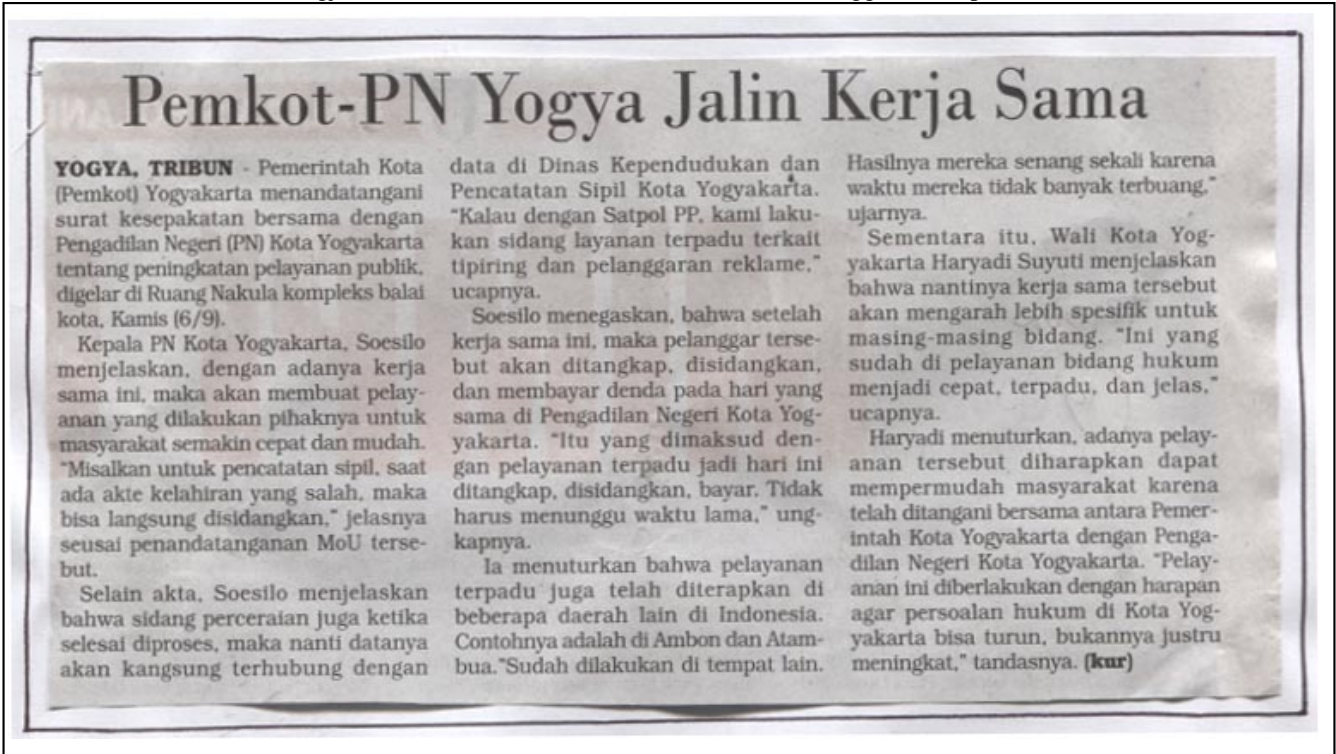 Pemkot-PN Yogya Jalin Kerja Sama
YOGYA, TRIBUN - Pemerintah Kota
(Pemkot) Yogyakarta menandatangani
surat kesepakatan bersama dengan
Pengadilan Negeri (PN) Kota Yogyakarta
tentang peningkatan pelayanan publik,
digelar di Ruang Nakula kompleks balai
kota, Kamis (6/9).
Kepala PN Kota Yogyakarta, Soesilo
menjelaskan, dengan adanya kerja
sama ini, maka akan membuat pelay-
anan yang dilakukan pihaknya untuk
masyarakat semakin cepat dan mudah.
"Misalkan untuk pencatatan sipil, saat
ada akte kelahiran yang salah, maka
bisa langsung disidangkan," jelasnya
seusai penandatanganan MoU terse-
but.
Selain akta, Soesilo menjelaskan
bahwa sidang perceraian juga ketika
selesai diproses, maka nanti datanya
akan kangsung terhubung dengan
data di Dinas Kependudukan dan
Pencatatan Sipil Kota Yogyakarta.
"Kalau dengan Satpol PP, kami laku-
kan sidang layanan terpadu terkait
tipiring dan pelanggaran reklame,"
ucapnya.
Soesilo menegaskan, bahwa setelah
kerja sama ini, maka pelanggar terse-
but akan ditangkap, disidangkan,
dan membayar denda pada hari yang
sama di Pengadilan Negeri Kota Yog-
yakarta. "Itu yang dimaksud den-
gan pelayanan terpadu jadi hari ini
ditangkap, disidangkan, bayar. Tidak
harus menunggu waktu lama," ung-
kapnya.
Ia menuturkan bahwa pelayanan
terpadu juga telah diterapkan di
beberapa daerah lain di Indonesia.
Contohnya adalah di Ambon dan Atam-
bua."Sudah dilakukan di tempat lain.
Hasilnya mereka senang sekali karena
waktu mereka tidak banyak terbuang,"
ujarnya.
Sementara itu, Wali Kota Yog-
yakarta Haryadi Suyuti menjelaskan
bahwa nantinya kerja sama tersebut
akan mengarah lebih spesifik untuk
masing-masing bidang. "Ini yang
sudah di pelayanan bidang hukum
menjadi cepat, terpadu, dan jelas,"
ucapnya.
Haryadi menuturkan, adanya pelay-
anan tersebut diharapkan dapat
mempermudah masyarakat karena
telah ditangani bersama antara Pemer-
intah Kota Yogyakarta dengan Penga-
dilan Negeri Kota Yogyakarta. "Pelay-
anan ini diberlakukan dengan harapan
agar persoalan hukum di Kota Yog-
yakarta bisa turun, bukannya justru
meningkat," tandasnya. (kur)